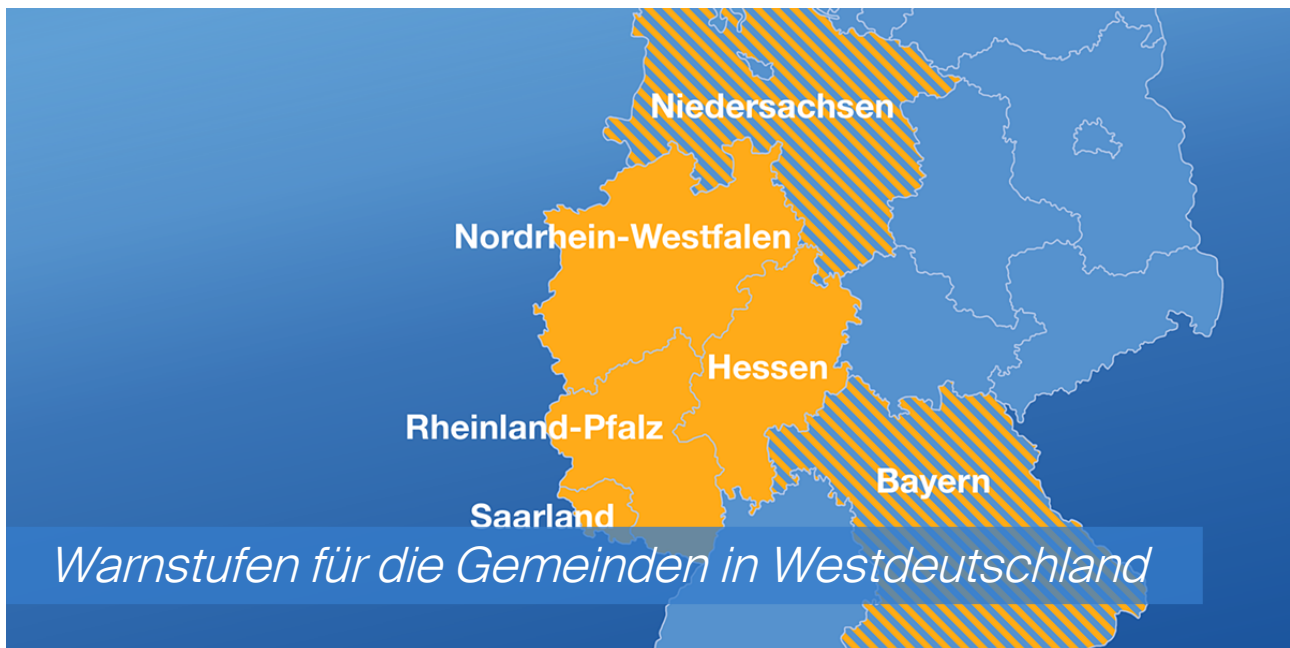 Niedersachsen
Nordrhein-Westfalen
Hessen
Rheinland-Pfalz
Bayern
Saarland
Warnstufen für die Gemeinden in Westdeutschland